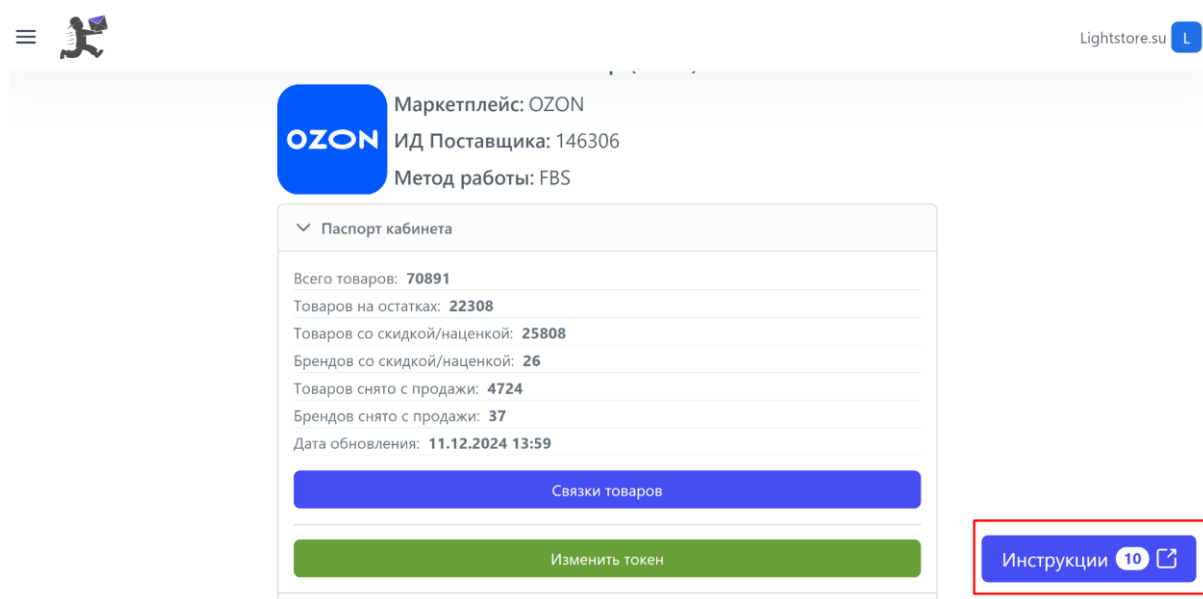 Lightstore.su L
OZON
Маркетплейс: OZON
ИД Поставщика: 146306
Метод работы: FBS
Паспорт кабинета
Всего товаров: 70891
Товаров на остатках: 22308
Товаров со скидкой/наценкой: 25808
Брендов со скидкой/наценкой: 26
Товаров снято с продажи: 4724
Брендов снято с продажи: 37
Дата обновления: 11.12.2024 13:59
Связки товаров
Изменить токен
Инструкции 10